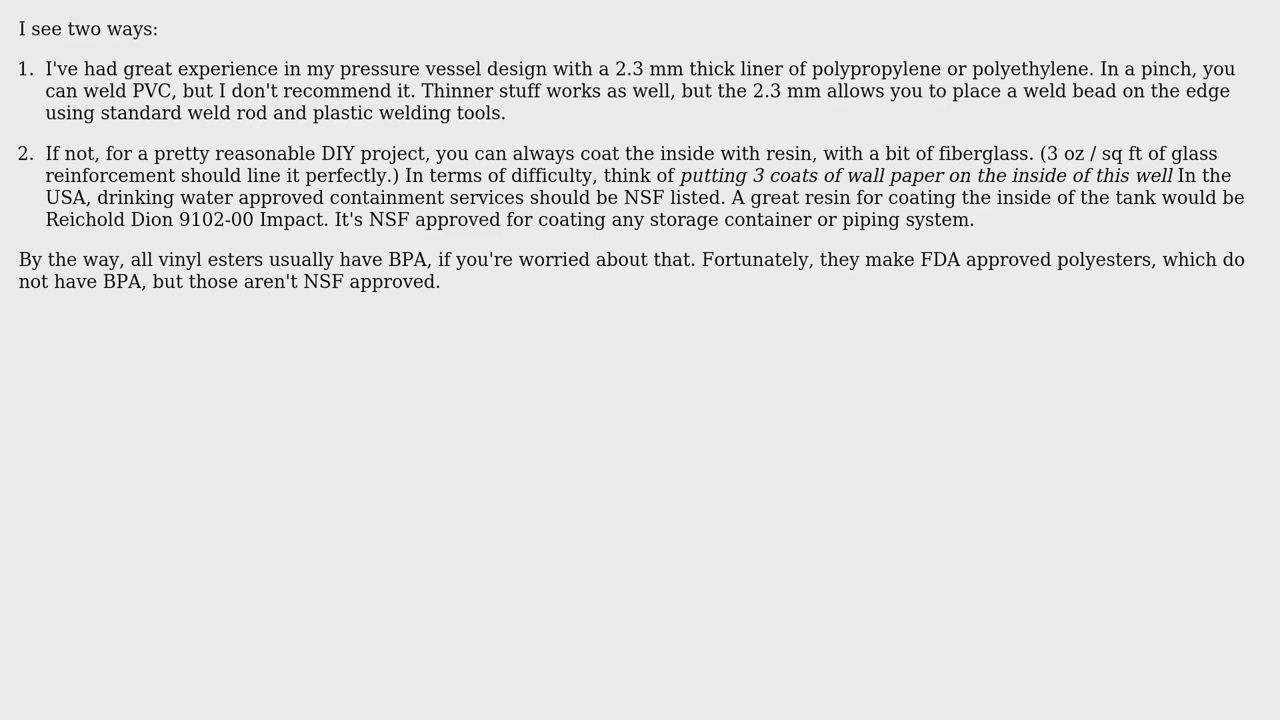 I see two ways:
1. I've had great experience in my pressure vessel design with a 2.3 mm thick liner of polypropylene or polyethylene. In a pinch, you
can weld PVC, but I don't recommend it. Thinner stuff works as well, but the 2.3 mm allows you to place a weld bead on the edge
using standard weld rod and plastic welding tools.
2. If not, for a pretty reasonable DIY project, you can always coat the inside with resin, with a bit of fiberglass. (3 oz / sq ft of glass
reinforcement should line it perfectly.) In terms of difficulty, think of putting 3 coats of wall paper on the inside of this well In the
USA, drinking water approved containment services should be NSF listed. A great resin for coating the inside of the tank would be
Reichold Dion 9102-00 Impact. It's NSF approved for coating any storage container or piping system.
By the way, all vinyl esters usually have BPA, if you're worried about that. Fortunately, they make FDA approved polyesters, which do
not have BPA, but those aren't NSF approved.